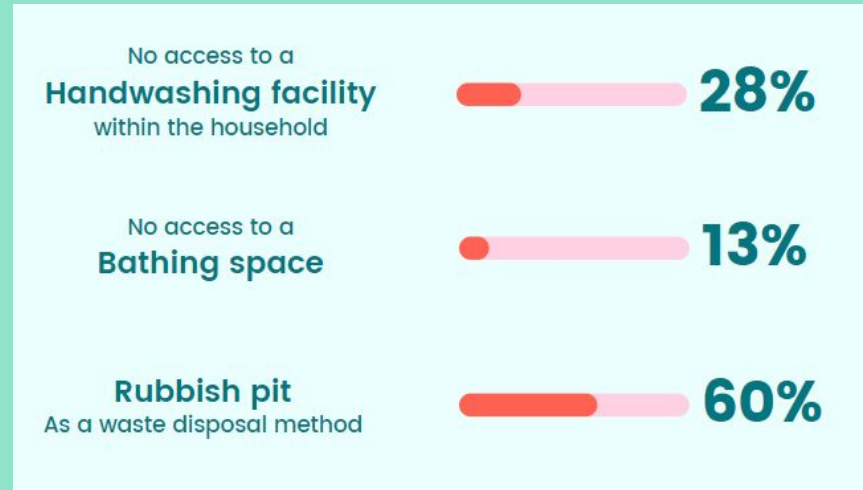 No access to a
Handwashing facility
within the household
28%
No access to a
Bathing space
13%
Rubbish pit
As a waste disposal method
60%